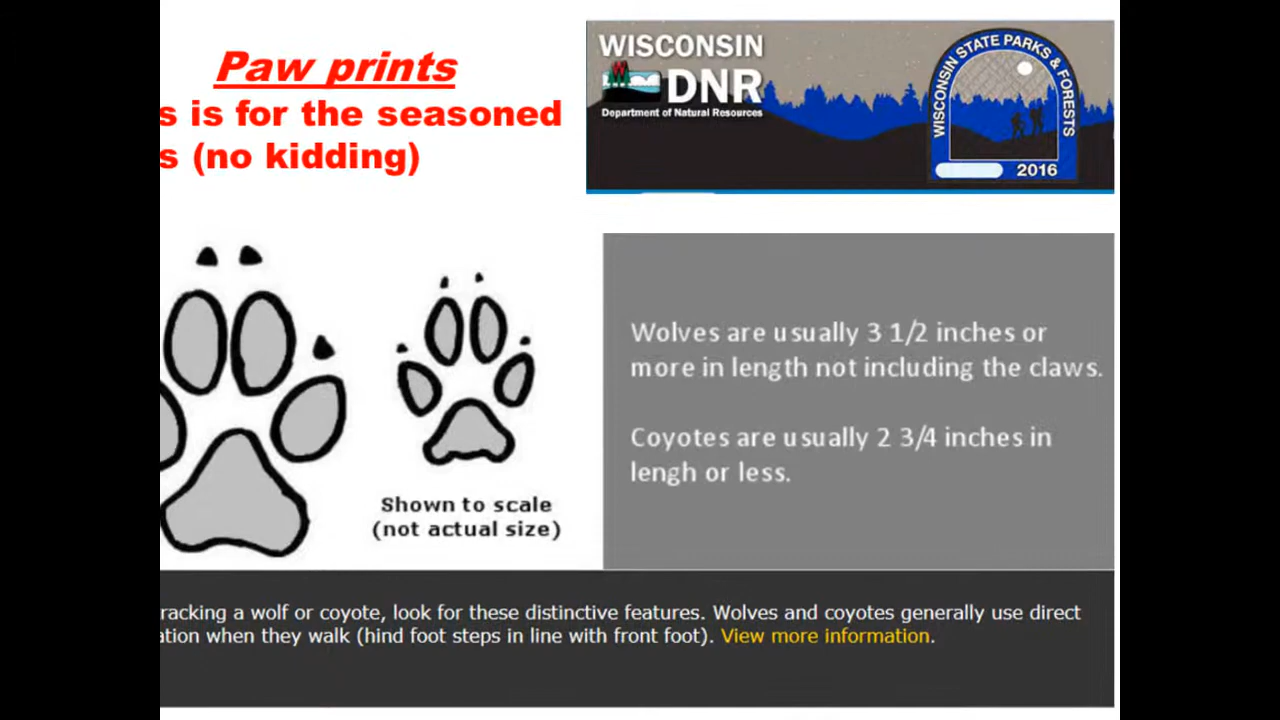 Paw prints
s is for the seasoned
s (no kidding)
WISCONSIN
DNR
Department of Natural Resources
WISCONSIN STATE PARKS & FORESTS
2016
Wolves are usually 3 1/2 inches or
more in length not including the claws.
Coyotes are usually 2 3/4 inches in
lengh or less.
Shown to scale
(not actual size)
racking a wolf or coyote, look for these distinctive features. Wolves and coyotes generally use direct
ation when they walk (hind foot steps in line with front foot). View more information.